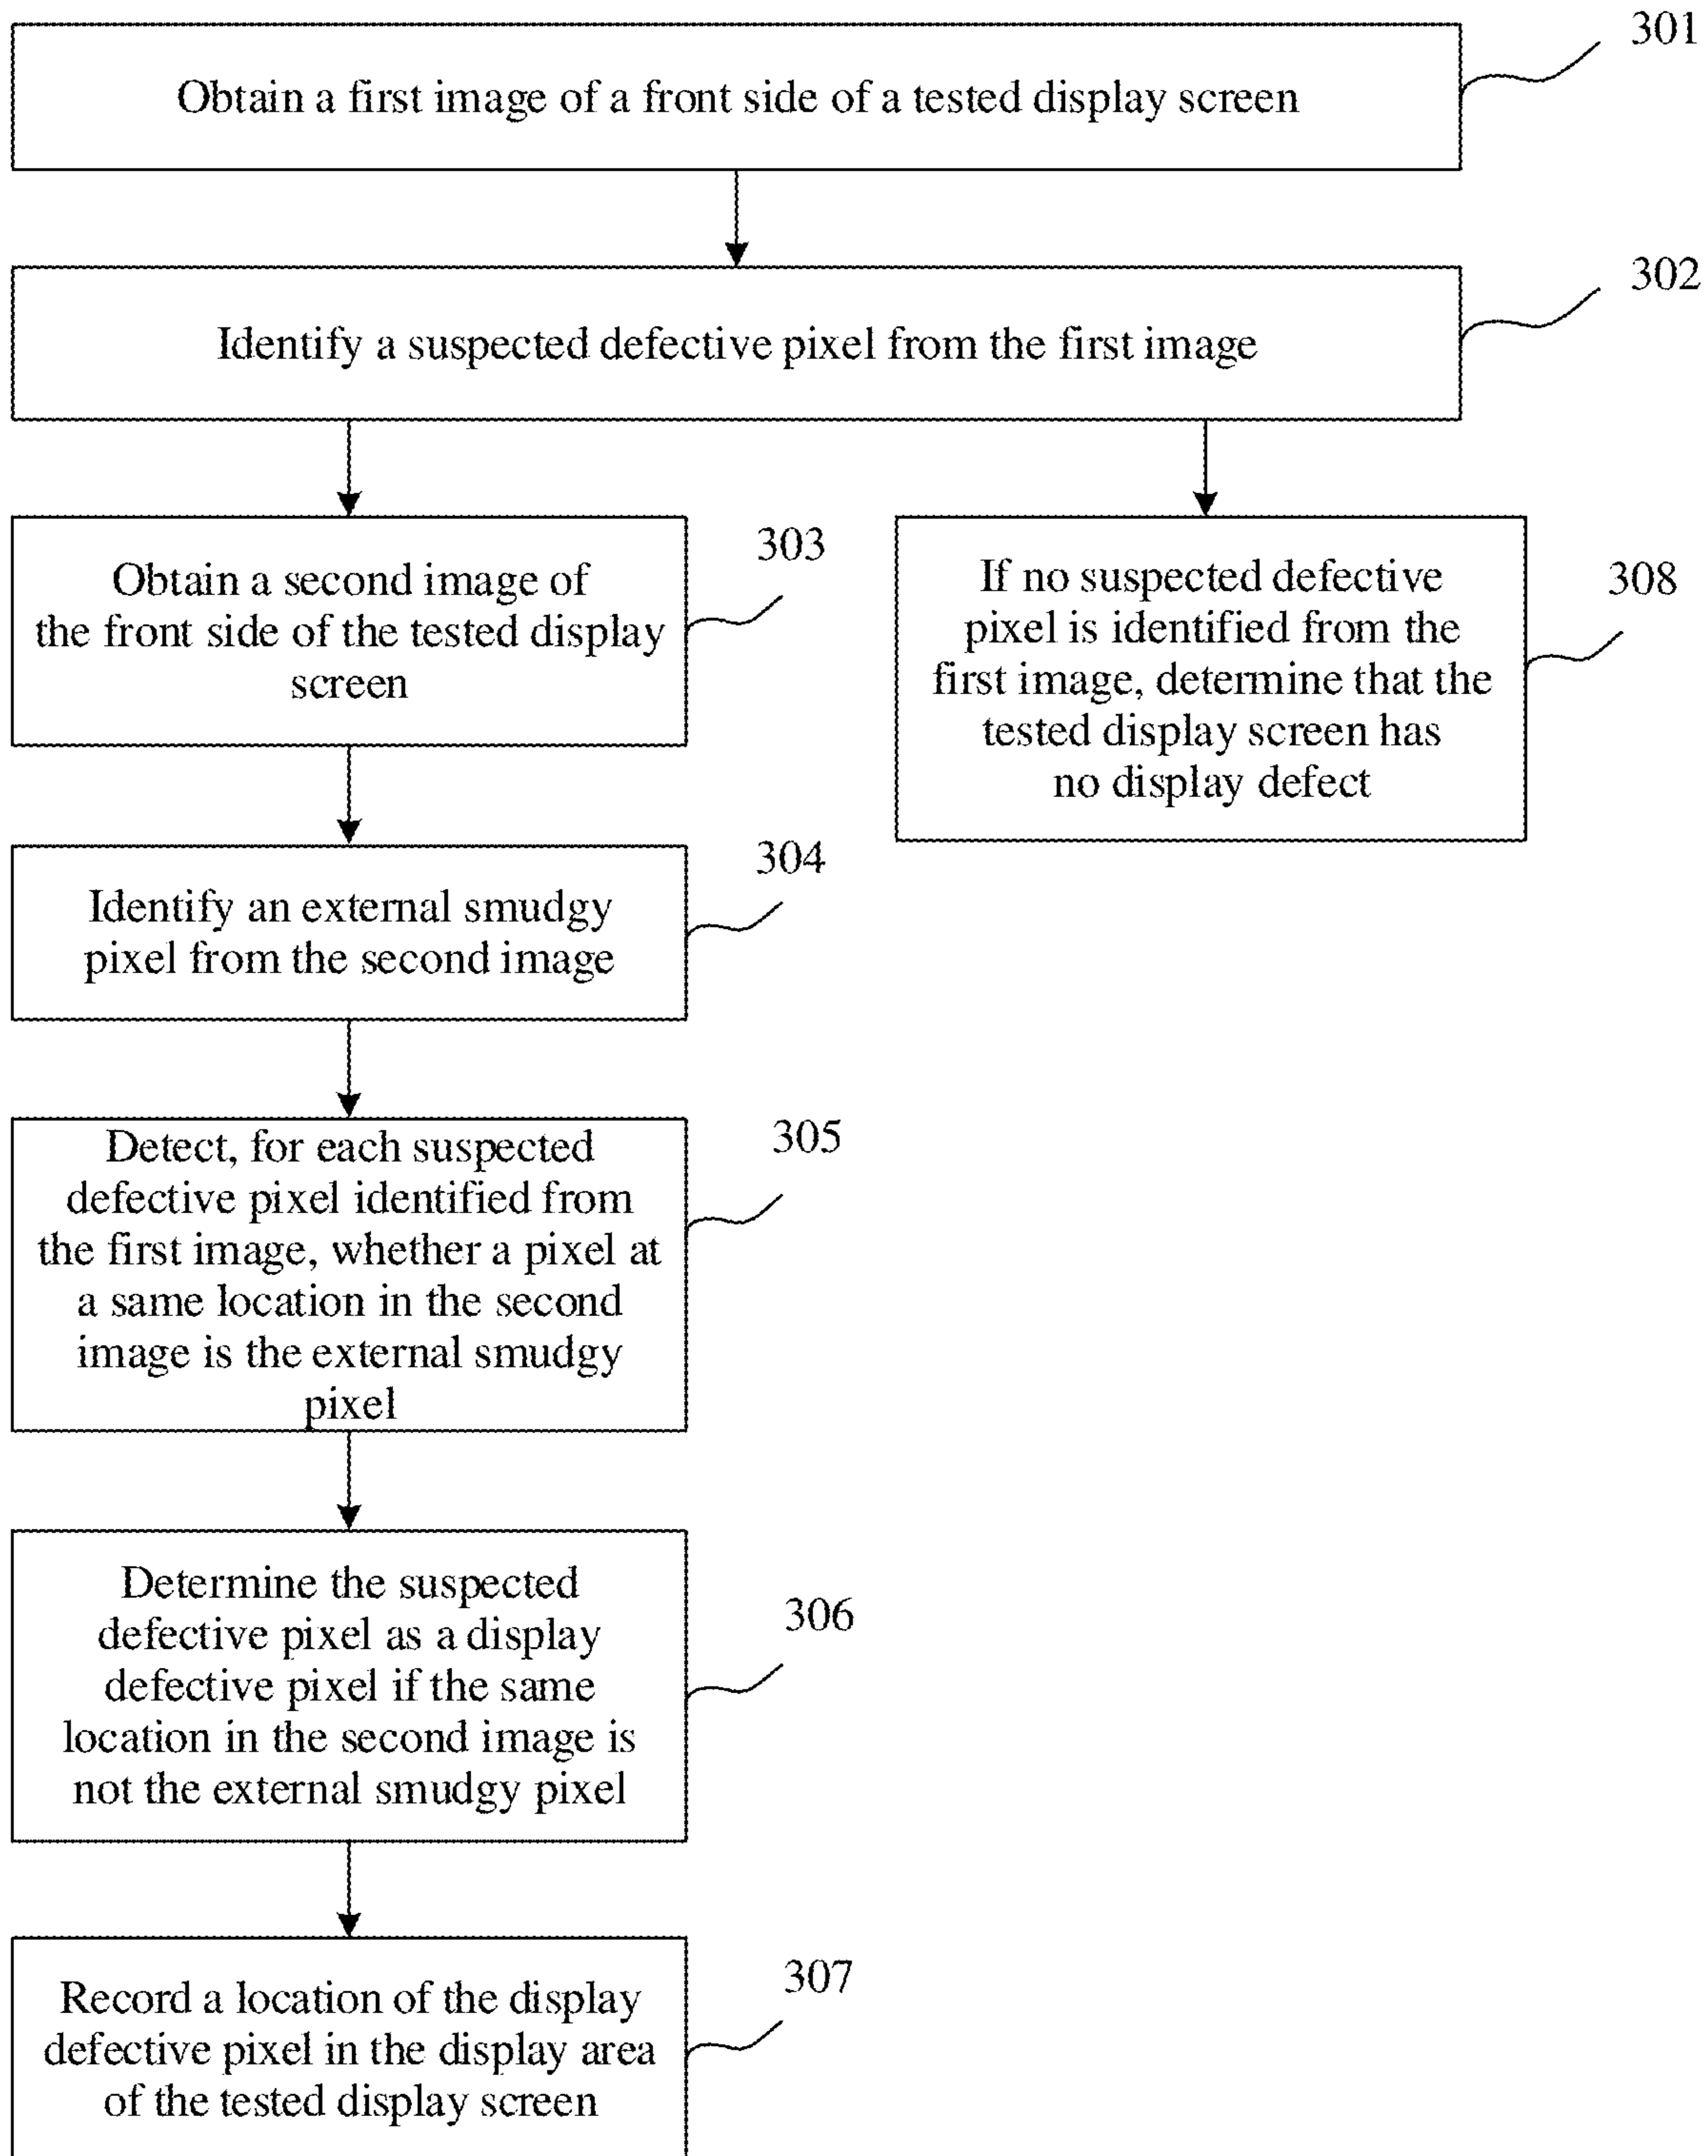 301
Obtain a first image of a front side of a tested display screen
302
Identify a suspected defective pixel from the first image
303
Obtain a second image of
the front side of the tested display
screen
308
If no suspected defective
pixel is identified from the
first image, determine that the
tested display screen has
no display defect
304
Identify an external smudgy
pixel from the second image
305
Detect, for each suspected
defective pixel identified from
the first image, whether a pixel at
a same location in the second
image is the external smudgy
pixel
306
Determine the suspected
defective pixel as a display
defective pixel if the same
location in the second image is
not the external smudgy pixel
307
Record a location of the display
defective pixel in the display area
of the tested display screen